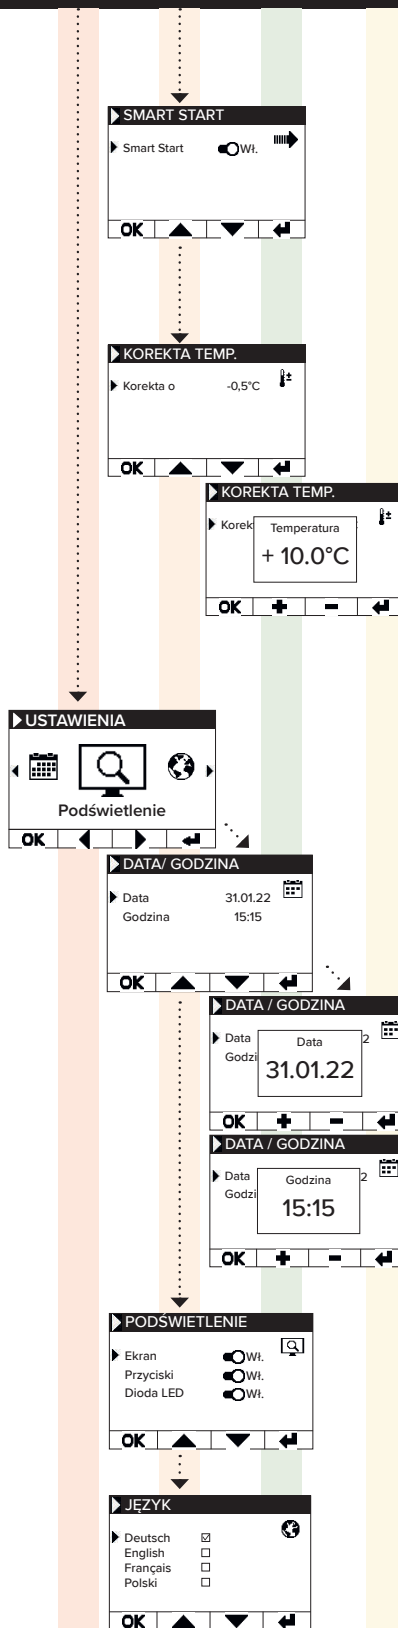 SMART START
Smart Start Wł.
OK
KOREKTA TEMP.
Korekta o -0,5°C
OK
KOREKTA TEMP.
Korek
Temperatura
+ 10.0°C
OK
USTAWIENIA
Podświetlenie
OK
DATA/ GODZINA
Data 31.01.22
Godzina 15:15
OK
DATA / GODZINA
Data 2
Godzi
Data
31.01.22
OK
DATA / GODZINA
Data 2
Godzi
Godzina
15:15
OK
PODŚWIETLENIE
Ekran Wł.
Przyciski Wł.
Dioda LED Wł.
OK
JĘZYK
Deutsch
English
Français
Polski
OK